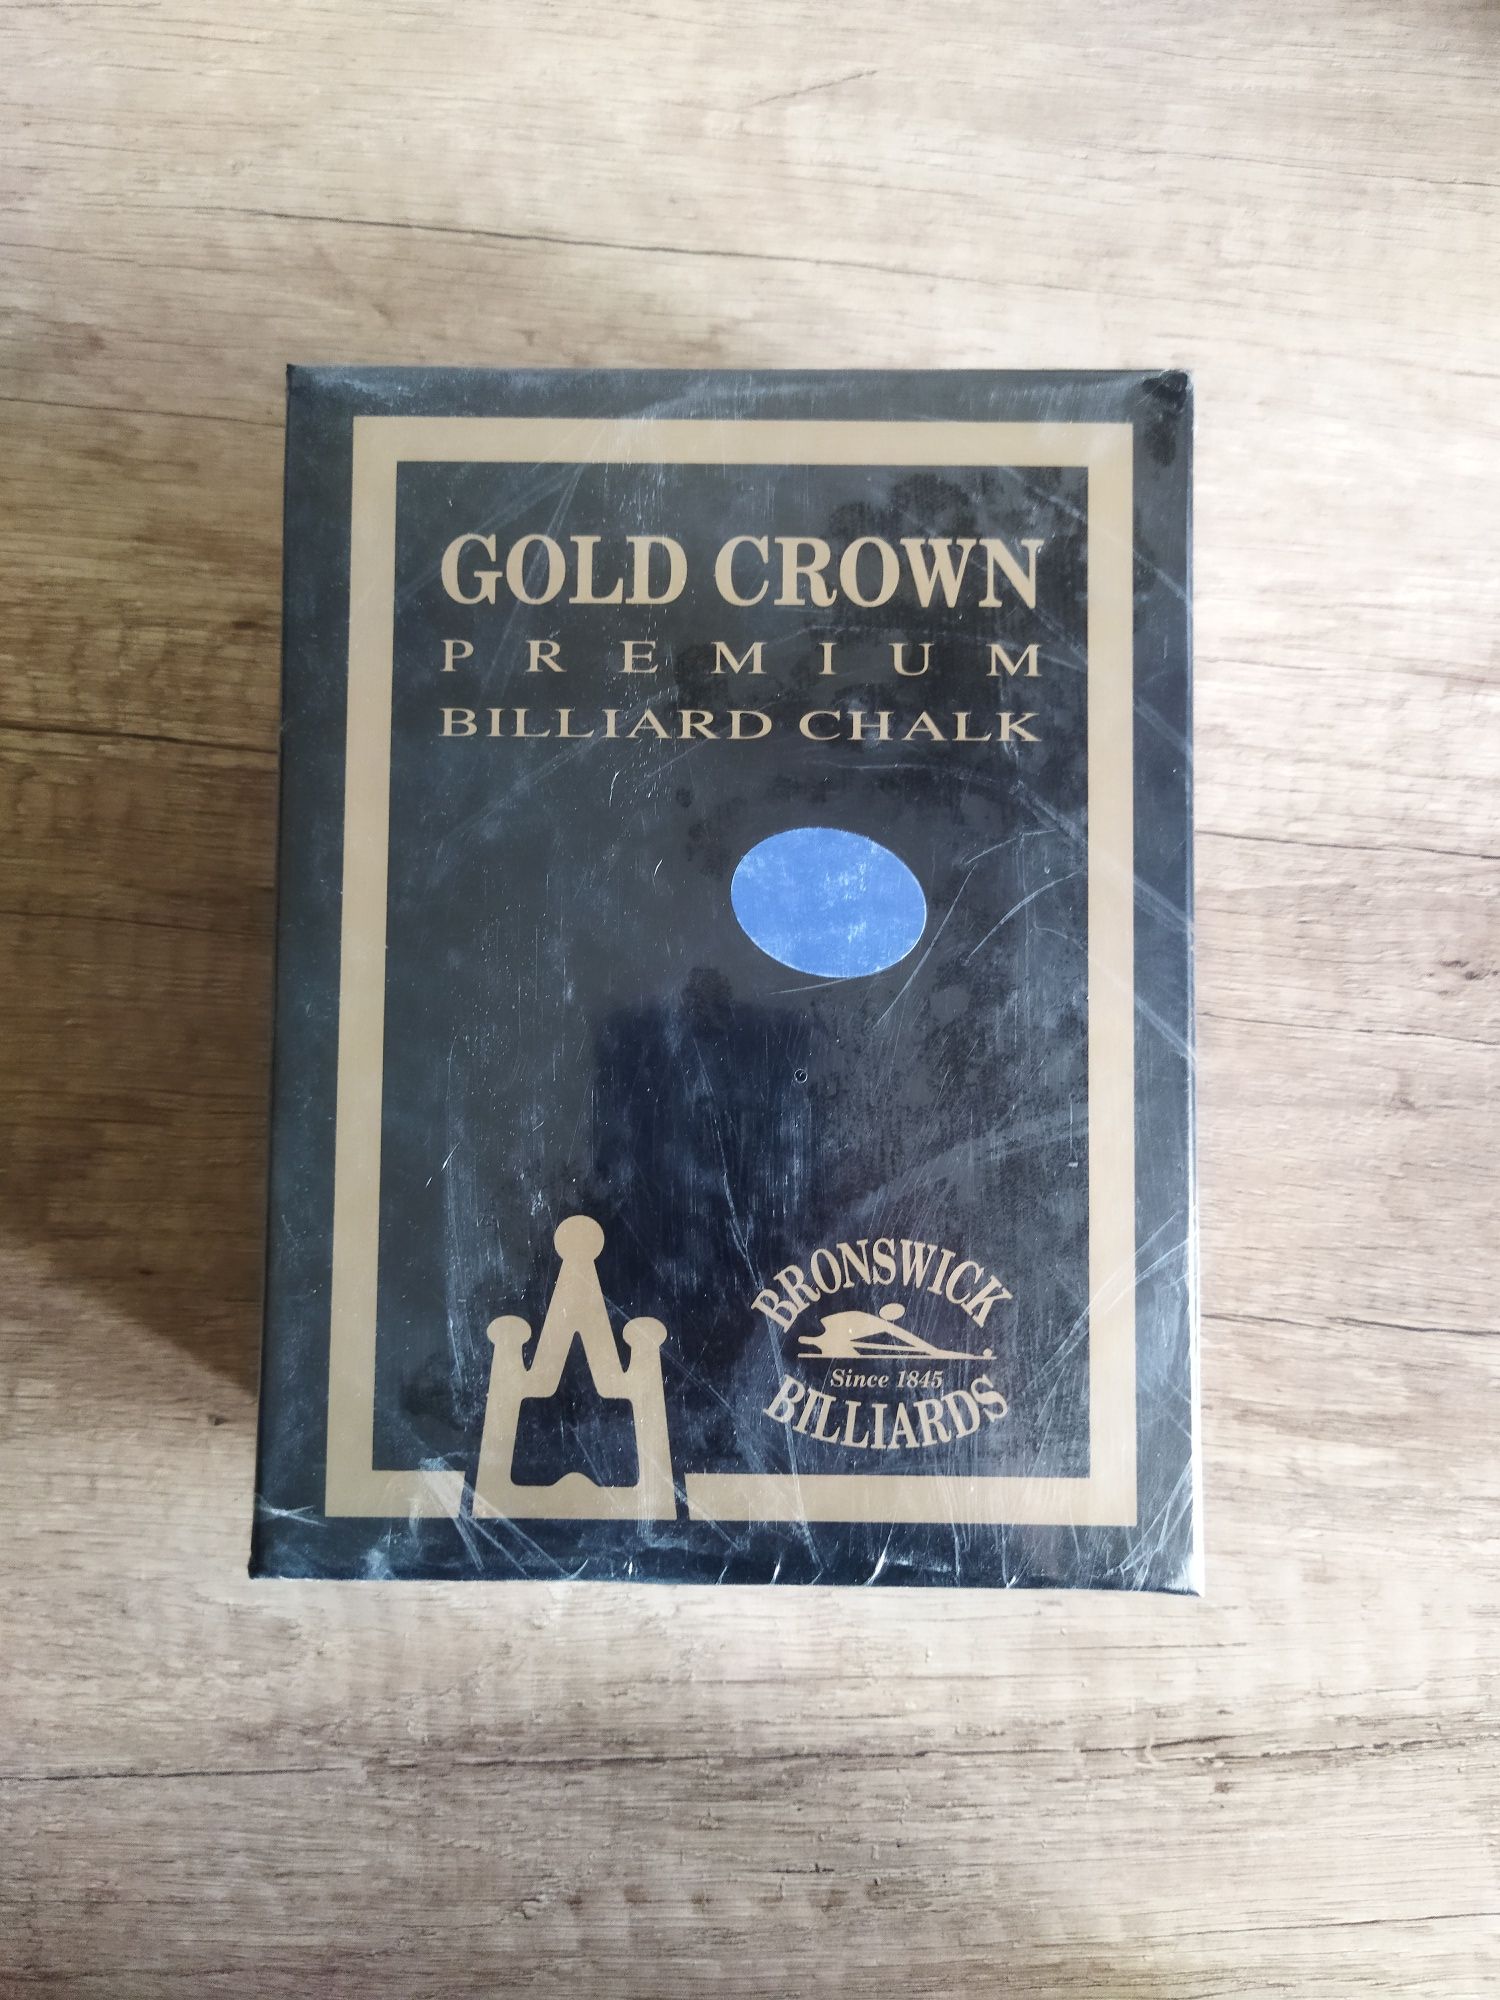 GOLD CROWN
PREMIUM
BILLIARD CHALK
BRONSWICK
Since 1845
BILLIARDS